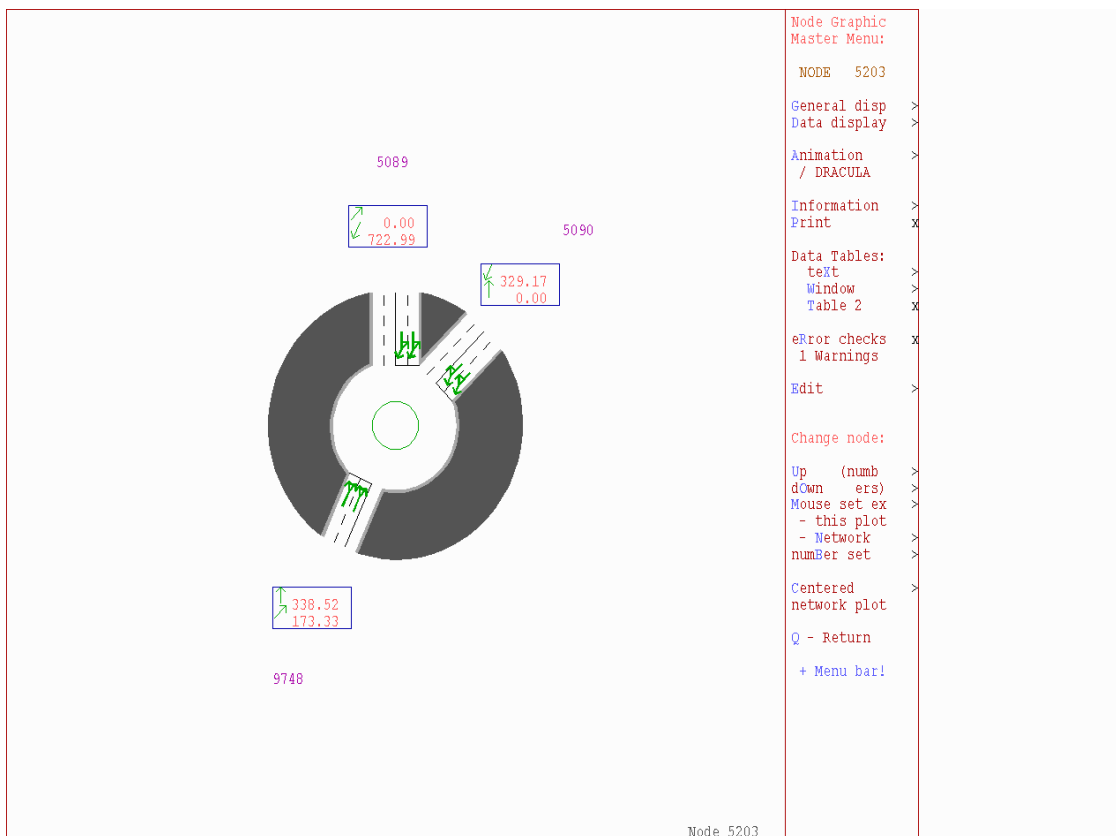 5089
0.00
722.99
5090
329.17
0.00
338.52
173.33
9748
Node 5203
Node Graphic
Master Menu:
NODE 5203
General disp >
Data display >
Animation >
/ DRACULA
Information >
Print x
Data Tables:
teXt >
Window >
Table 2 x
eRror checks x
1 Warnings
Edit >
Change node:
Up (numb >
dOwn ers) >
Mouse set ex >
- this plot
- Network >
numBer set >
Centered >
network plot
Q - Return
+ Menu bar!